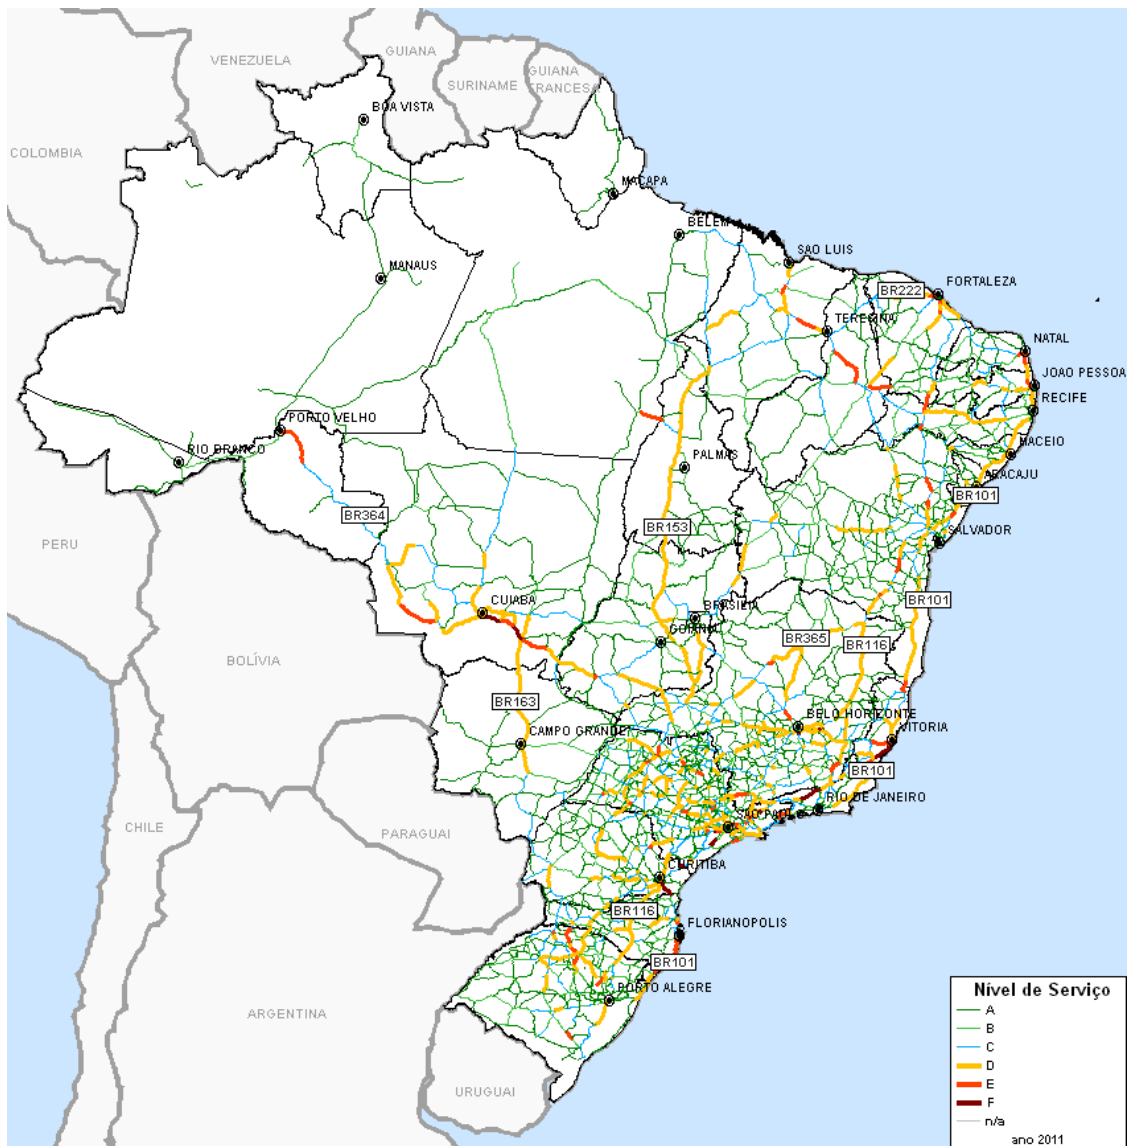 VENEZUELA
GUIANA
SURINAME
GUIANA
FRANCESA
COLOMBIA
BOA VISTA
MACAPA
BELEM
SAO LUIS
MANAUS
BR222
FORTALEZA
TERESINA
NATAL
JOAO PESSOA
RECIFE
PORTO VELHO
RIO BRANCO
MACEIO
PALMAS
ARACAJU
BR101
BR364
BR153
SALVADOR
PERU
CUIABA
BRASILIA
BR101
GOIANIA
BR365
BR116
BOLÍVIA
BR163
BELO HORIZONTE
VITORIA
CAMPO GRANDE
BR101
RIO DE JANEIRO
CHILE
PARAGUAI
SAO PAULO
CURITIBA
BR116
FLORIANOPOLIS
BR101
PORTO ALEGRE
ARGENTINA
URUGUAI
Nível de Serviço
A
B
C
D
E
F
n/a
ano 2011